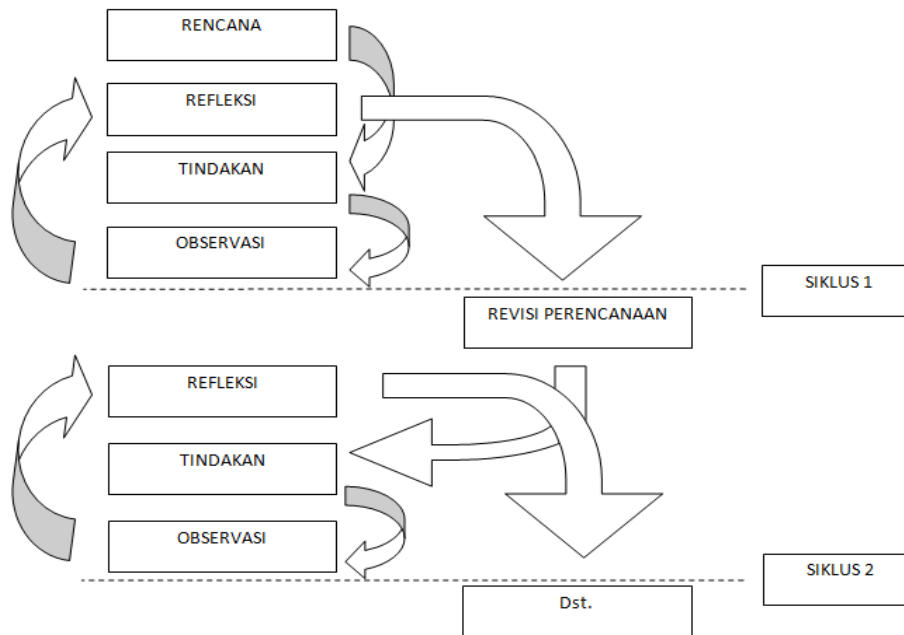 RENCANA
REFLEKSI
TINDAKAN
OBSERVASI
SIKLUS 1
REVISI PERENCANAAN
REFLEKSI
TINDAKAN
OBSERVASI
SIKLUS 2
Dst.